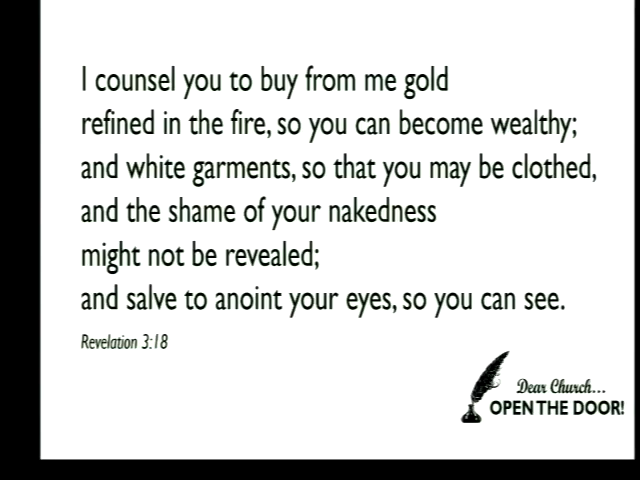 I counsel you to buy from me gold
refined in the fire, so you can become wealthy;
and white garments, so that you may be clothed,
and the shame of your nakedness
might not be revealed;
and salve to anoint your eyes, so you can see.
Revelation 3:18
Dear Church...
OPEN THE DOOR!